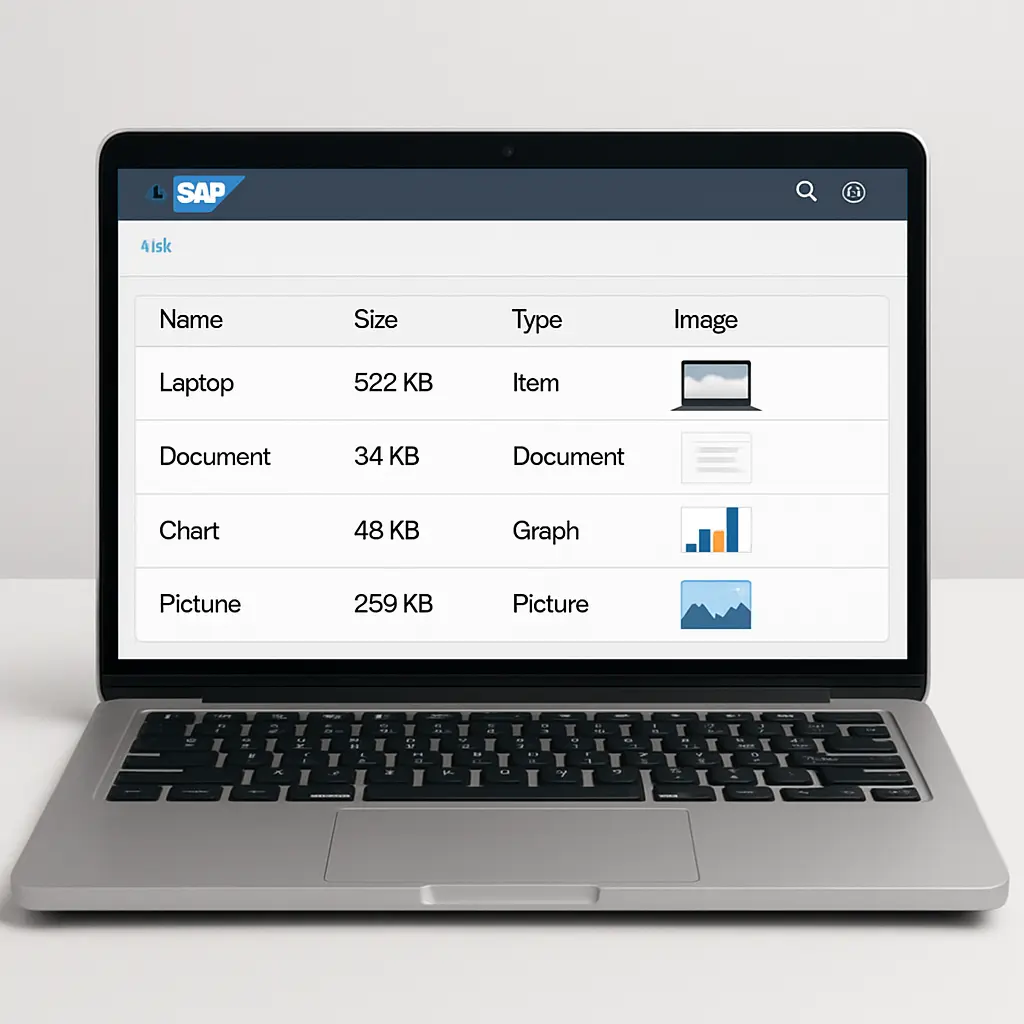 SAP
4isk
Name Size Type Image
Laptop 522 KB Item
Document 34 KB Document
Chart 48 KB Graph
Pictune 259 KB Picture